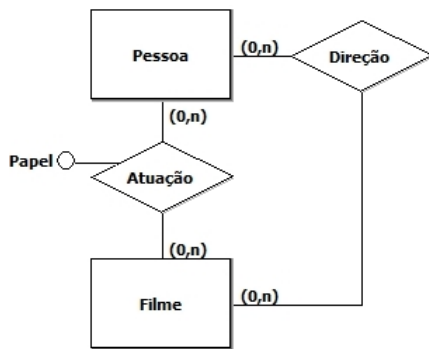 Pessoa
(0,n)
Direção
(0,n)
Papel
Atuação
(0,n)
Filme
(0,n)